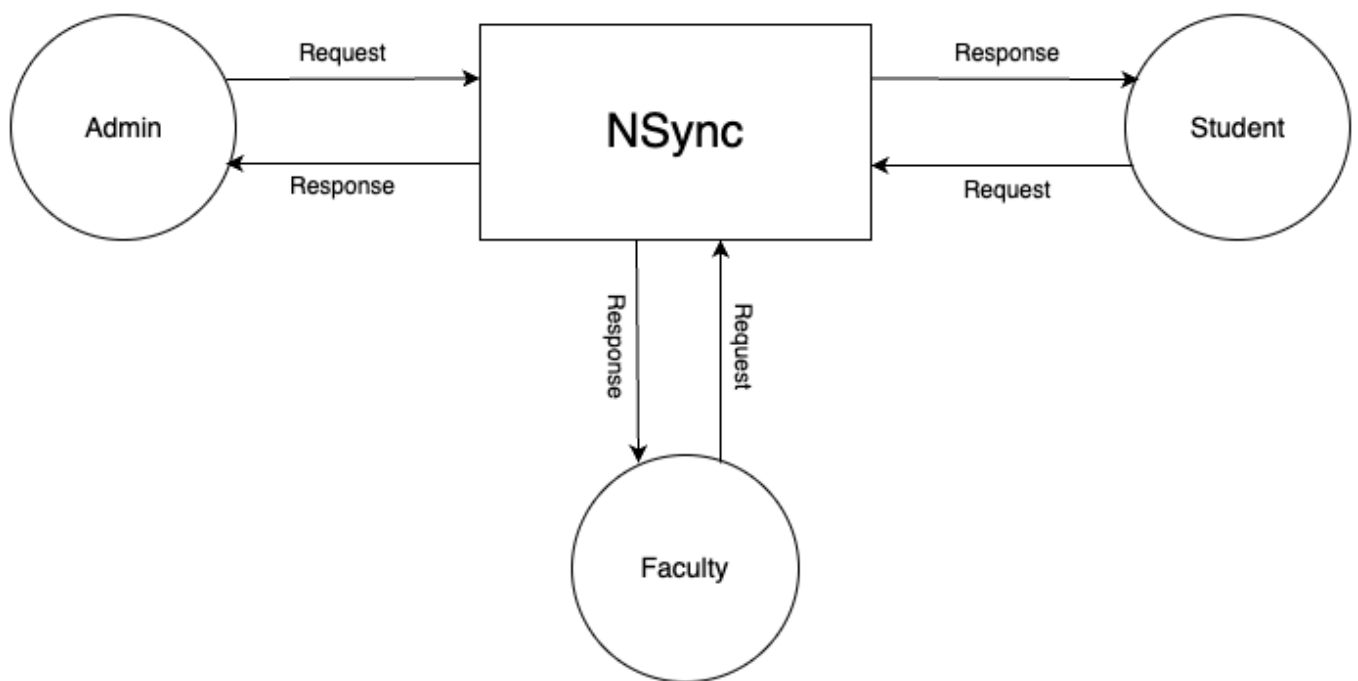 Request
Response
Admin
NSync
Student
Response
Request
Response
Request
Faculty